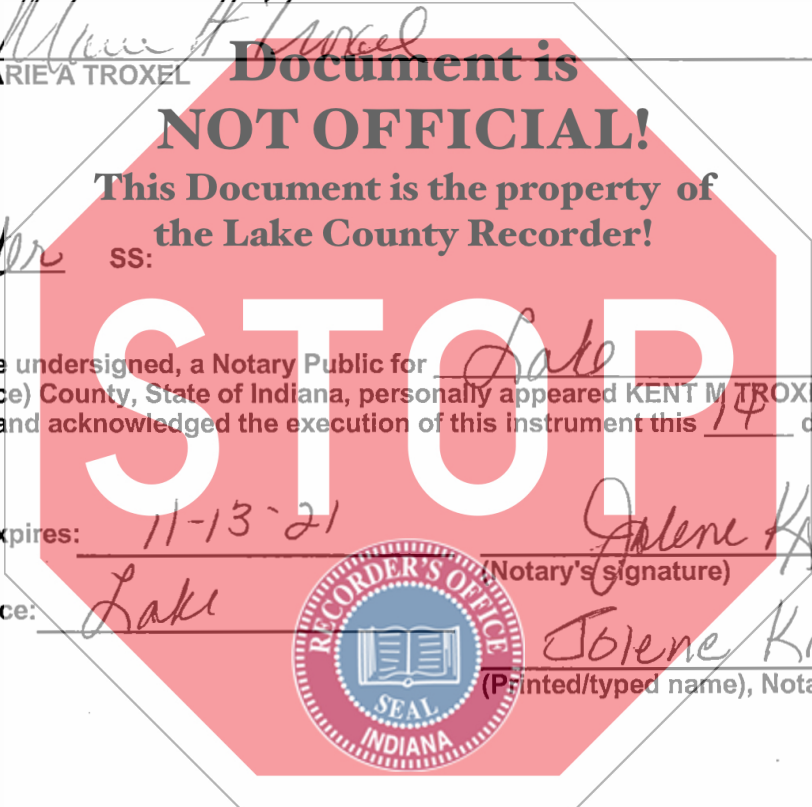 Marie A Troxel
ARIE A TROXEL
Document is
NOT OFFICIAL!
This Document is the property of
the Lake County Recorder!
SS:
STOP
e undersigned, a Notary Public for Lake
ce) County, State of Indiana, personally appeared KENT M TROX
and acknowledged the execution of this instrument this 14 d
xpires: 11-13-21
Jolene K
(Notary's signature)
ce: Lake
Jolene K
(Printed/typed name), Nota
RECORDER'S OFFICE
SEAL
INDIANA